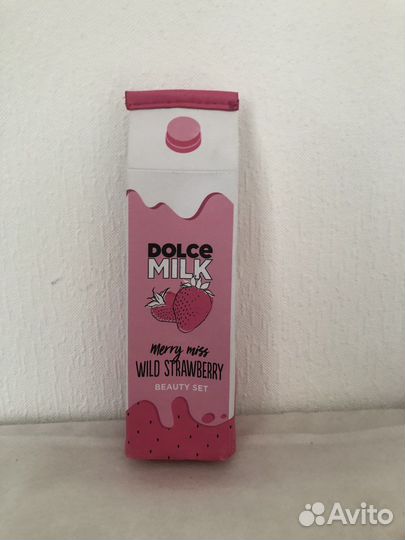 DOLCE
MILK
Merry miss
WILD STRAWBERRY
BEAUTY SET
Avito